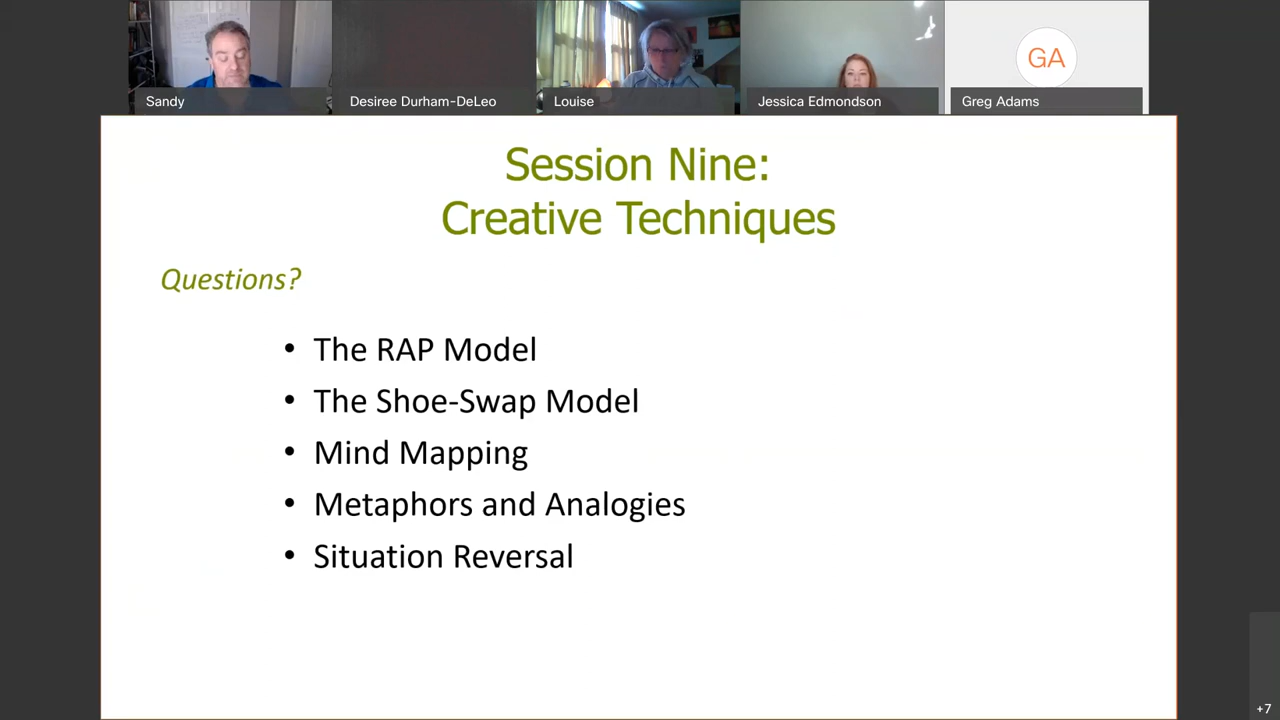 Sandy
Desiree Durham-DeLeo
Louise
Jessica Edmondson
GA
Greg Adams
Session Nine:
Creative Techniques
Questions?
• The RAP Model
• The Shoe-Swap Model
• Mind Mapping
• Metaphors and Analogies
• Situation Reversal
+7